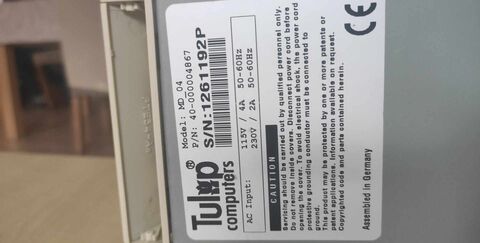 Tulip®
computers
Model: MD_04
P/N: 40-000004867
S/N:1261192P
AC Input: 115V / 4A 50-60Hz
230V / 2A 50-60Hz
CAUTION
Servicing should be carried out by qualified personnel only.
Do not remove inside covers. Disconnect power cord before
opening the cover. To avoid electrical shock, the power cord
protective grounding conductor must be connected to
ground.
This product may be protected by one or more patents or
patent applications. Information available on request.
Copyrighted code and parts contained herein.
Assembled in Germany
CE